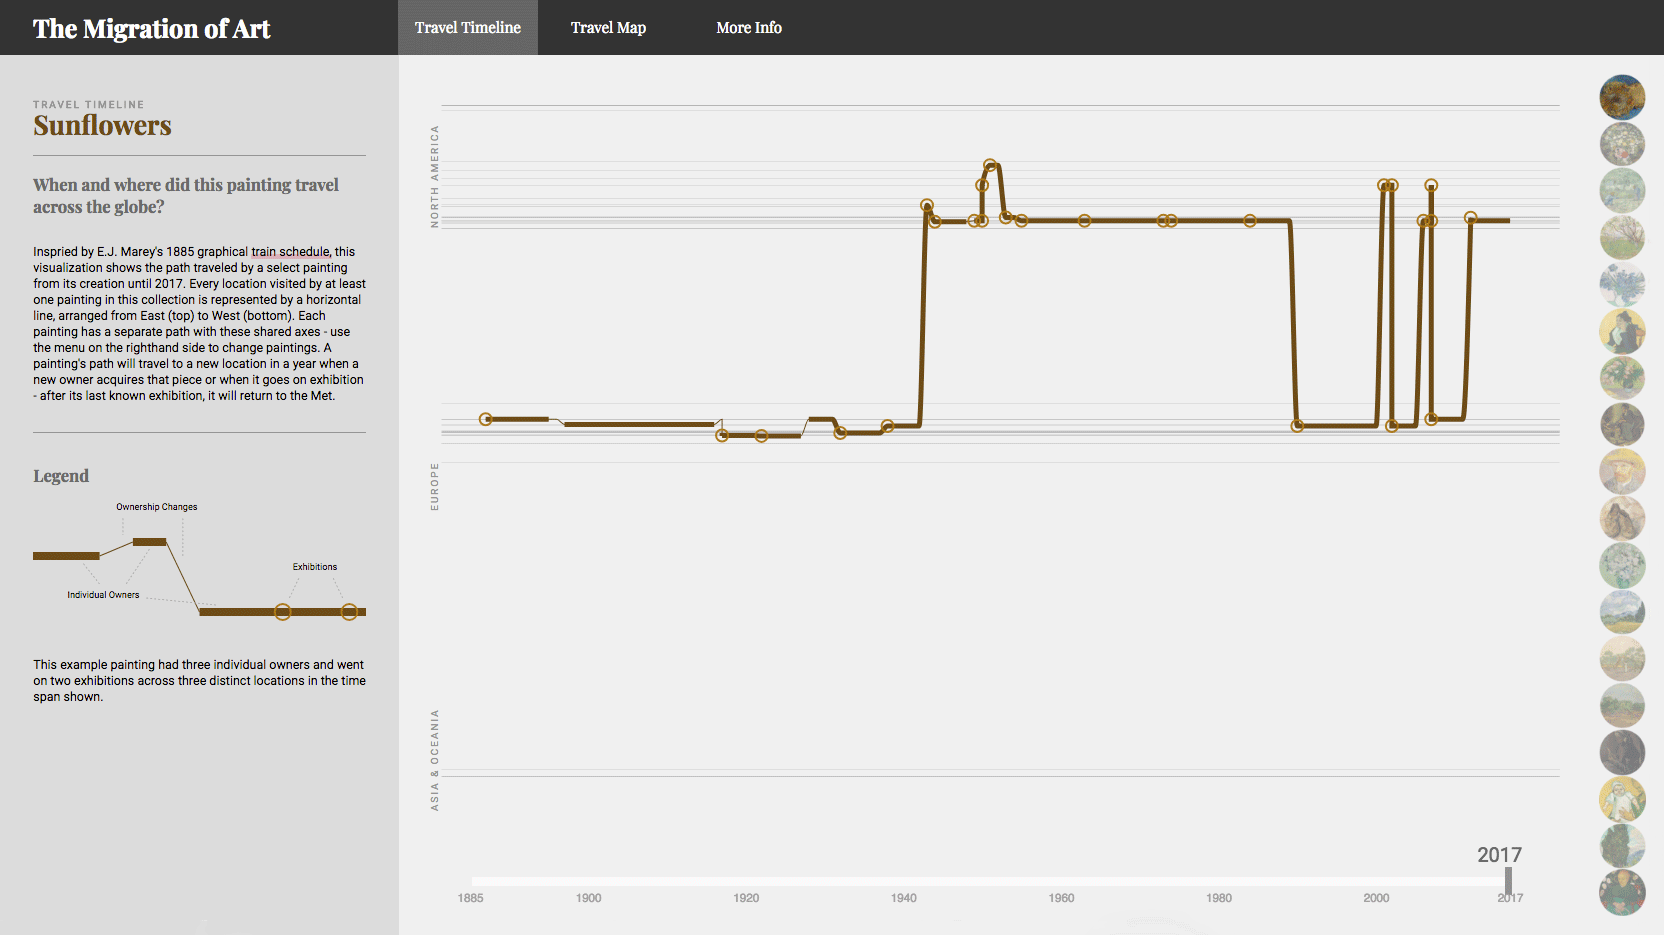 The Migration of Art
Travel Timeline
Travel Map
More Info
TRAVEL TIMELINE
Sunflowers
When and where did this painting travel
across the globe?
Inspried by E.J. Marey's 1885 graphical train schedule, this
visualization shows the path traveled by a select painting
from its creation until 2017. Every location visited by at least
one painting in this collection is represented by a horizontal
line, arranged from East (top) to West (bottom). Each
painting has a separate path with these shared axes - use
the menu on the righthand side to change paintings. A
painting's path will travel to a new location in a year when a
new owner acquires that piece or when it goes on exhibition
- after its last known exhibition, it will return to the Met.
Legend
Ownership Changes
Exhibitions
Individual Owners
This example painting had three individual owners and went
on two exhibitions across three distinct locations in the time
span shown.
NORTH AMERICA
EUROPE
ASIA & OCEANIA
2017
1885
1900
1920
1940
1960
1980
2000
2017